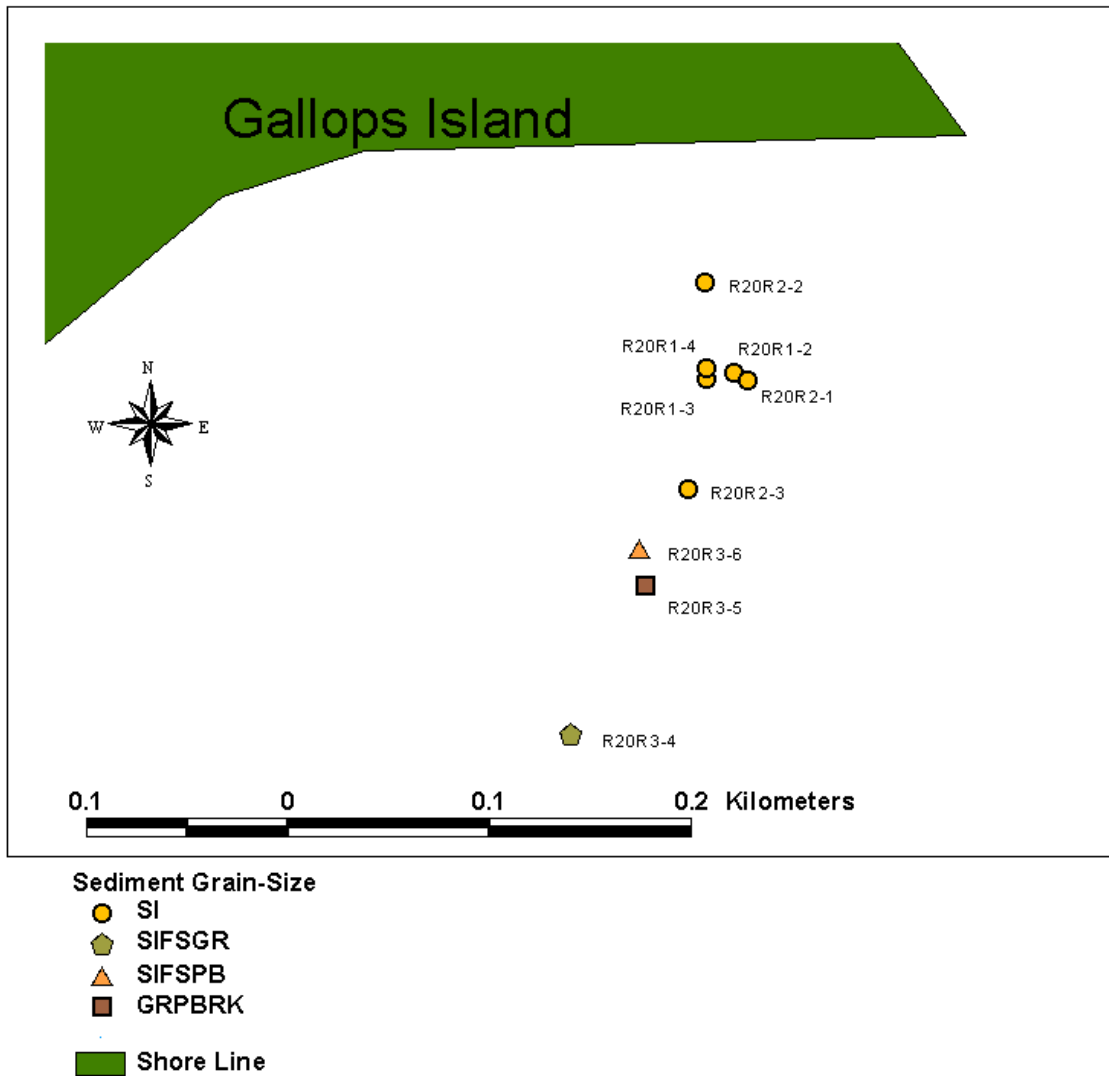 Gallops Island
R20R2-2
R20R1-4
R20R1-2
R20R2-1
R20R1-3
N
W E
S
R20R2-3
R20R3-6
R20R3-5
R20R3-4
0.1 0 0.1 0.2 Kilometers
Sediment Grain-Size
SI
SIFSGR
SIFSPB
GRPBRK
Shore Line